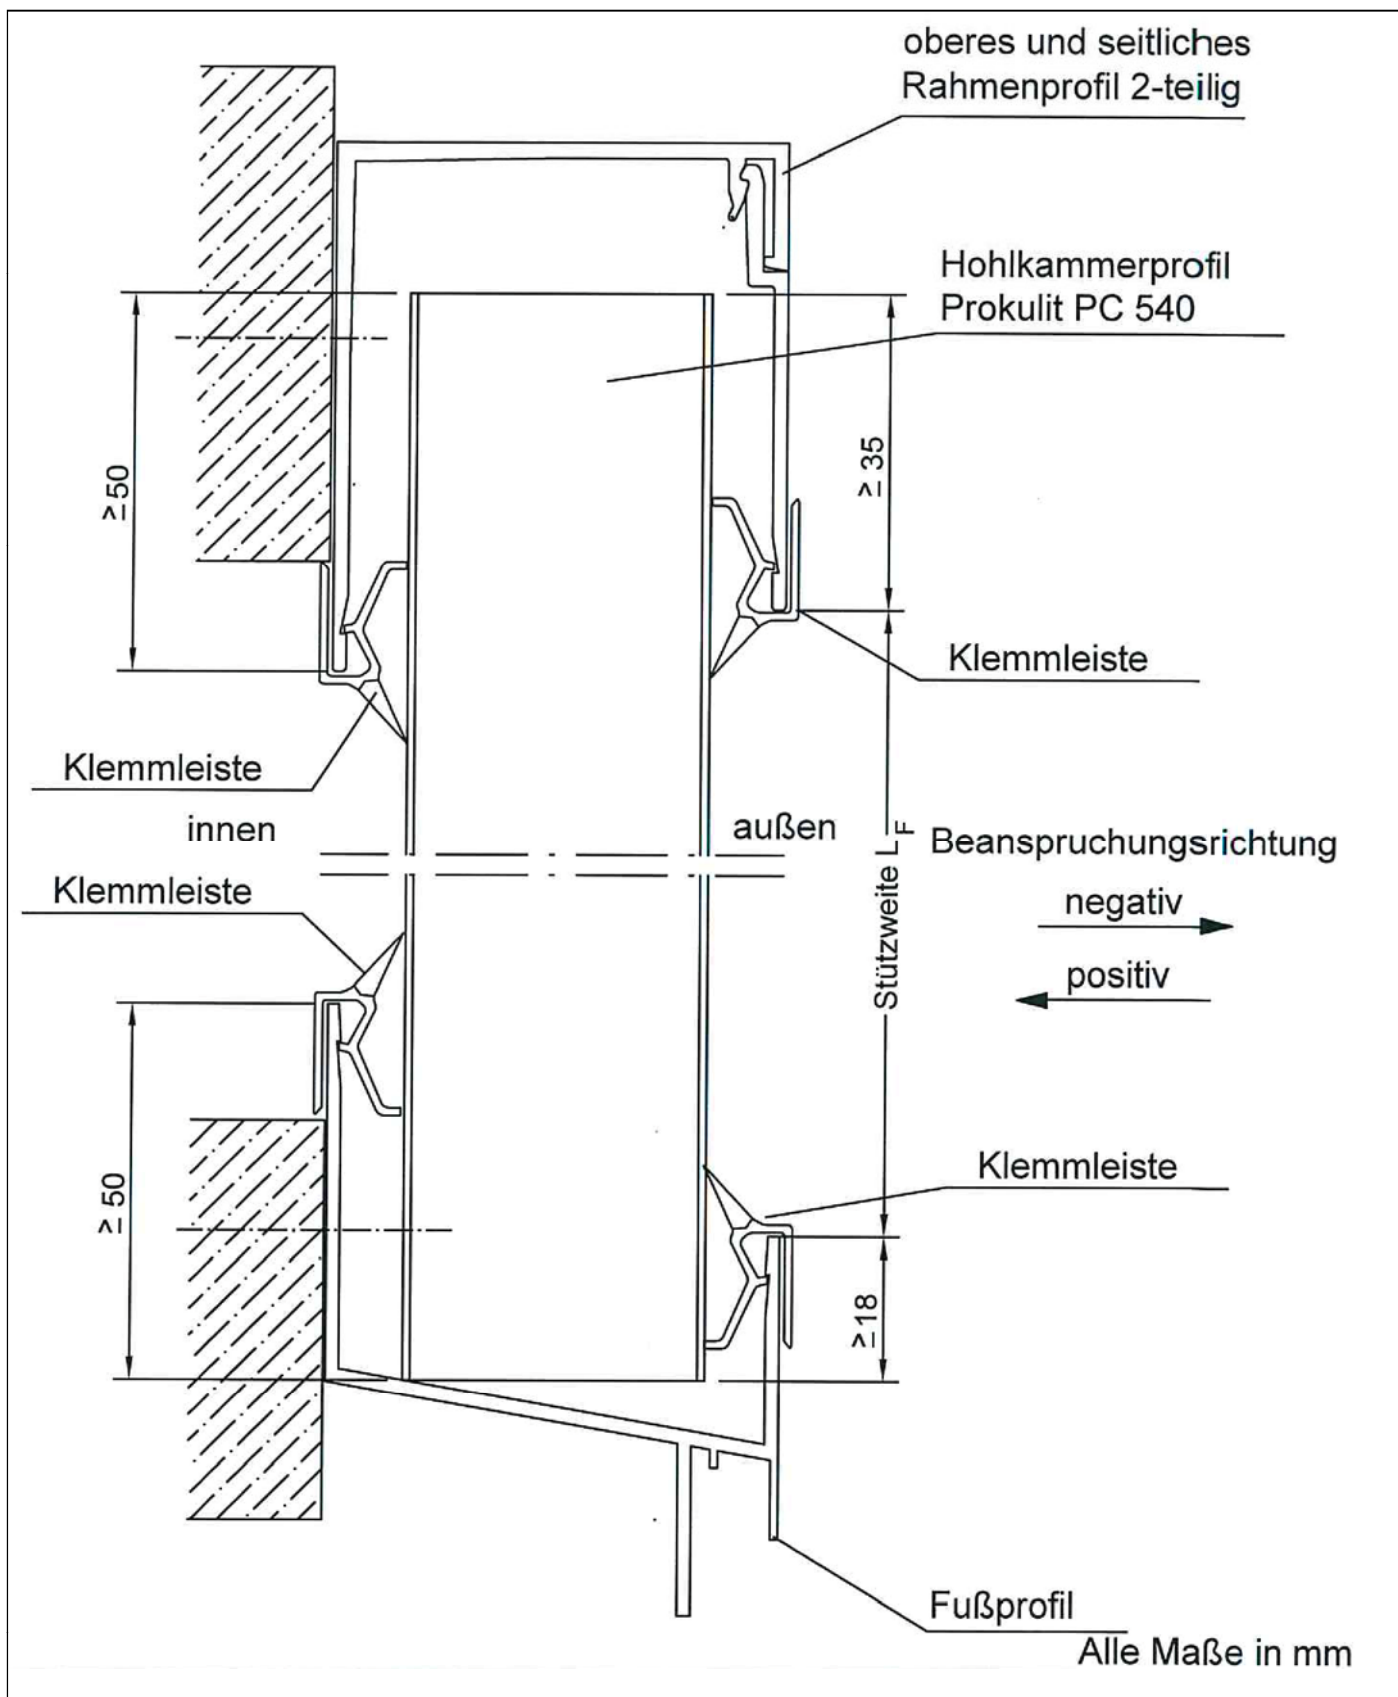 oberes und seitliches
Rahmenprofil 2-teilig
Hohlkammerprofil
Prokulit PC 540
≥50
≥35
Klemmleiste
Klemmleiste
innen
außen
Stützweite L_F
Beanspruchungsrichtung
Klemmleiste
negativ
positiv
≥50
Klemmleiste
≥18
Fußprofil
Alle Maße in mm